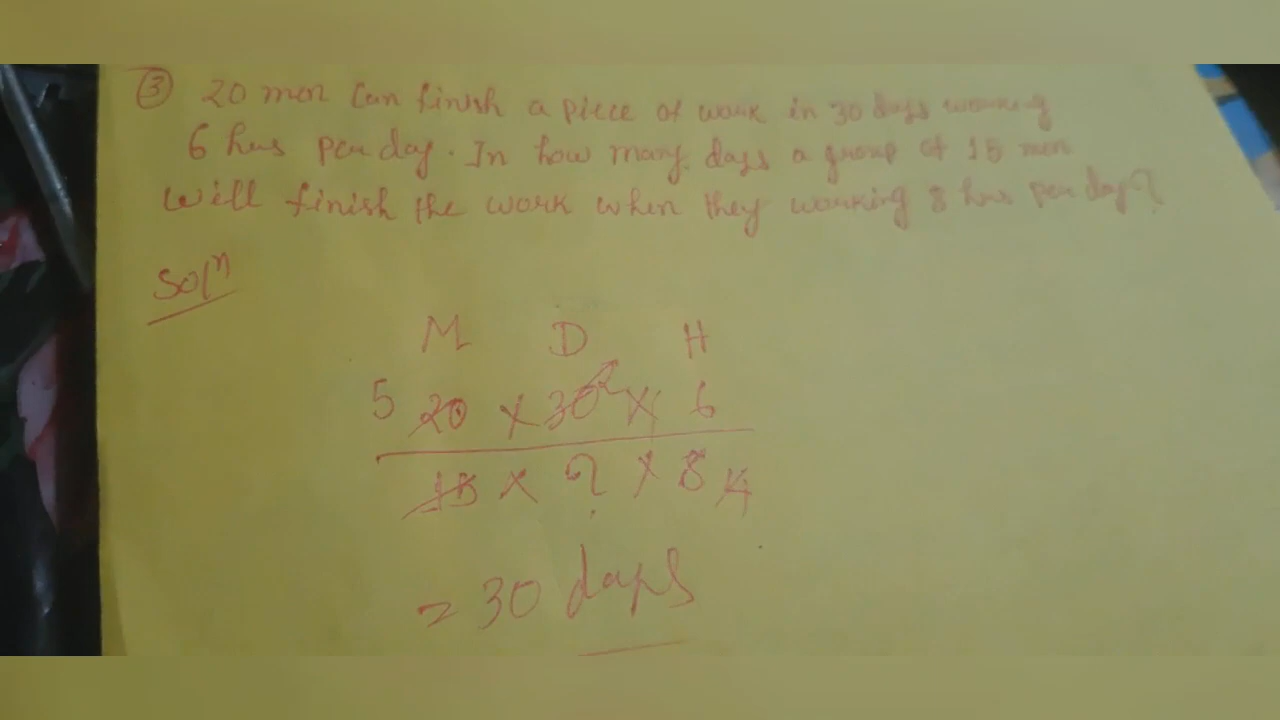 ③ 20 men can finish a piece of work in 30 days working
6 hrs per day. In how many days a group of 15 men
will finish the work when they working 8 hrs per day?
Solⁿ
M D H
5 20 × 30 2 × 6
15 × ? × 8 4
= 30 days